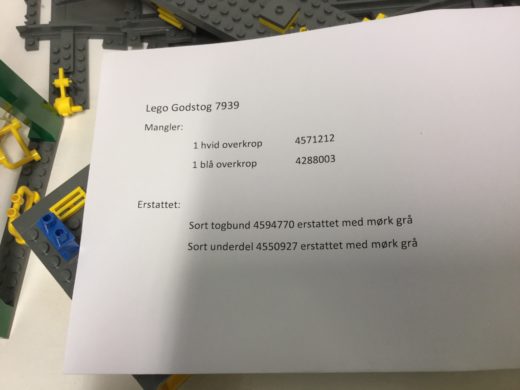 Lego Godstog 7939
Mangler:
1 hvid overkrop 4571212
1 blå overkrop 4288003
Erstattet:
Sort togbund 4594770 erstattet med mørk grå
Sort underdel 4550927 erstattet med mørk grå